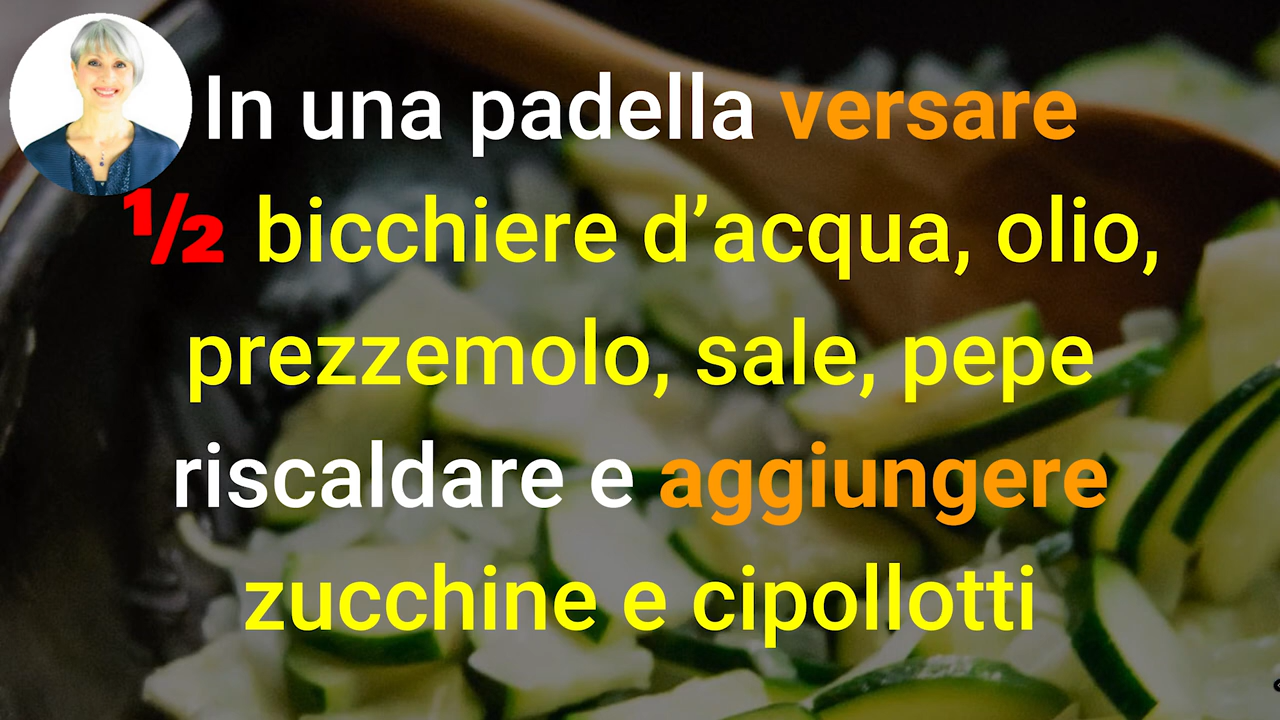 In una padella versare
½ bicchiere d’acqua, olio,
prezzemolo, sale, pepe
riscaldare e aggiungere
zucchine e cipollotti